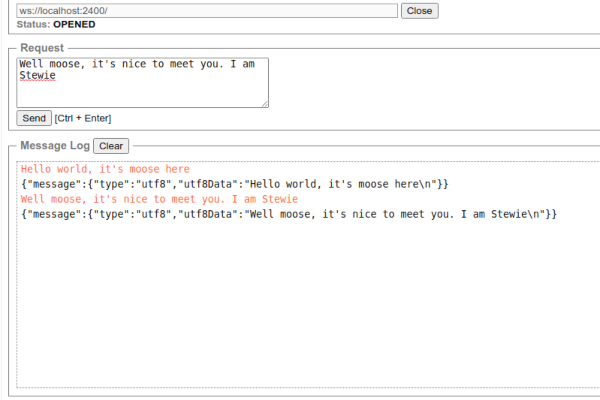 ws://localhost:2400/ Close
Status: OPENED
Request
Well moose, it's nice to meet you. I am
Stewie
Send [Ctrl + Enter]
Message Log Clear
Hello world, it's moose here
{"message":{"type":"utf8","utf8Data":"Hello world, it's moose here\n"}}
Well moose, it's nice to meet you. I am Stewie
{"message":{"type":"utf8","utf8Data":"Well moose, it's nice to meet you. I am Stewie\n"}}